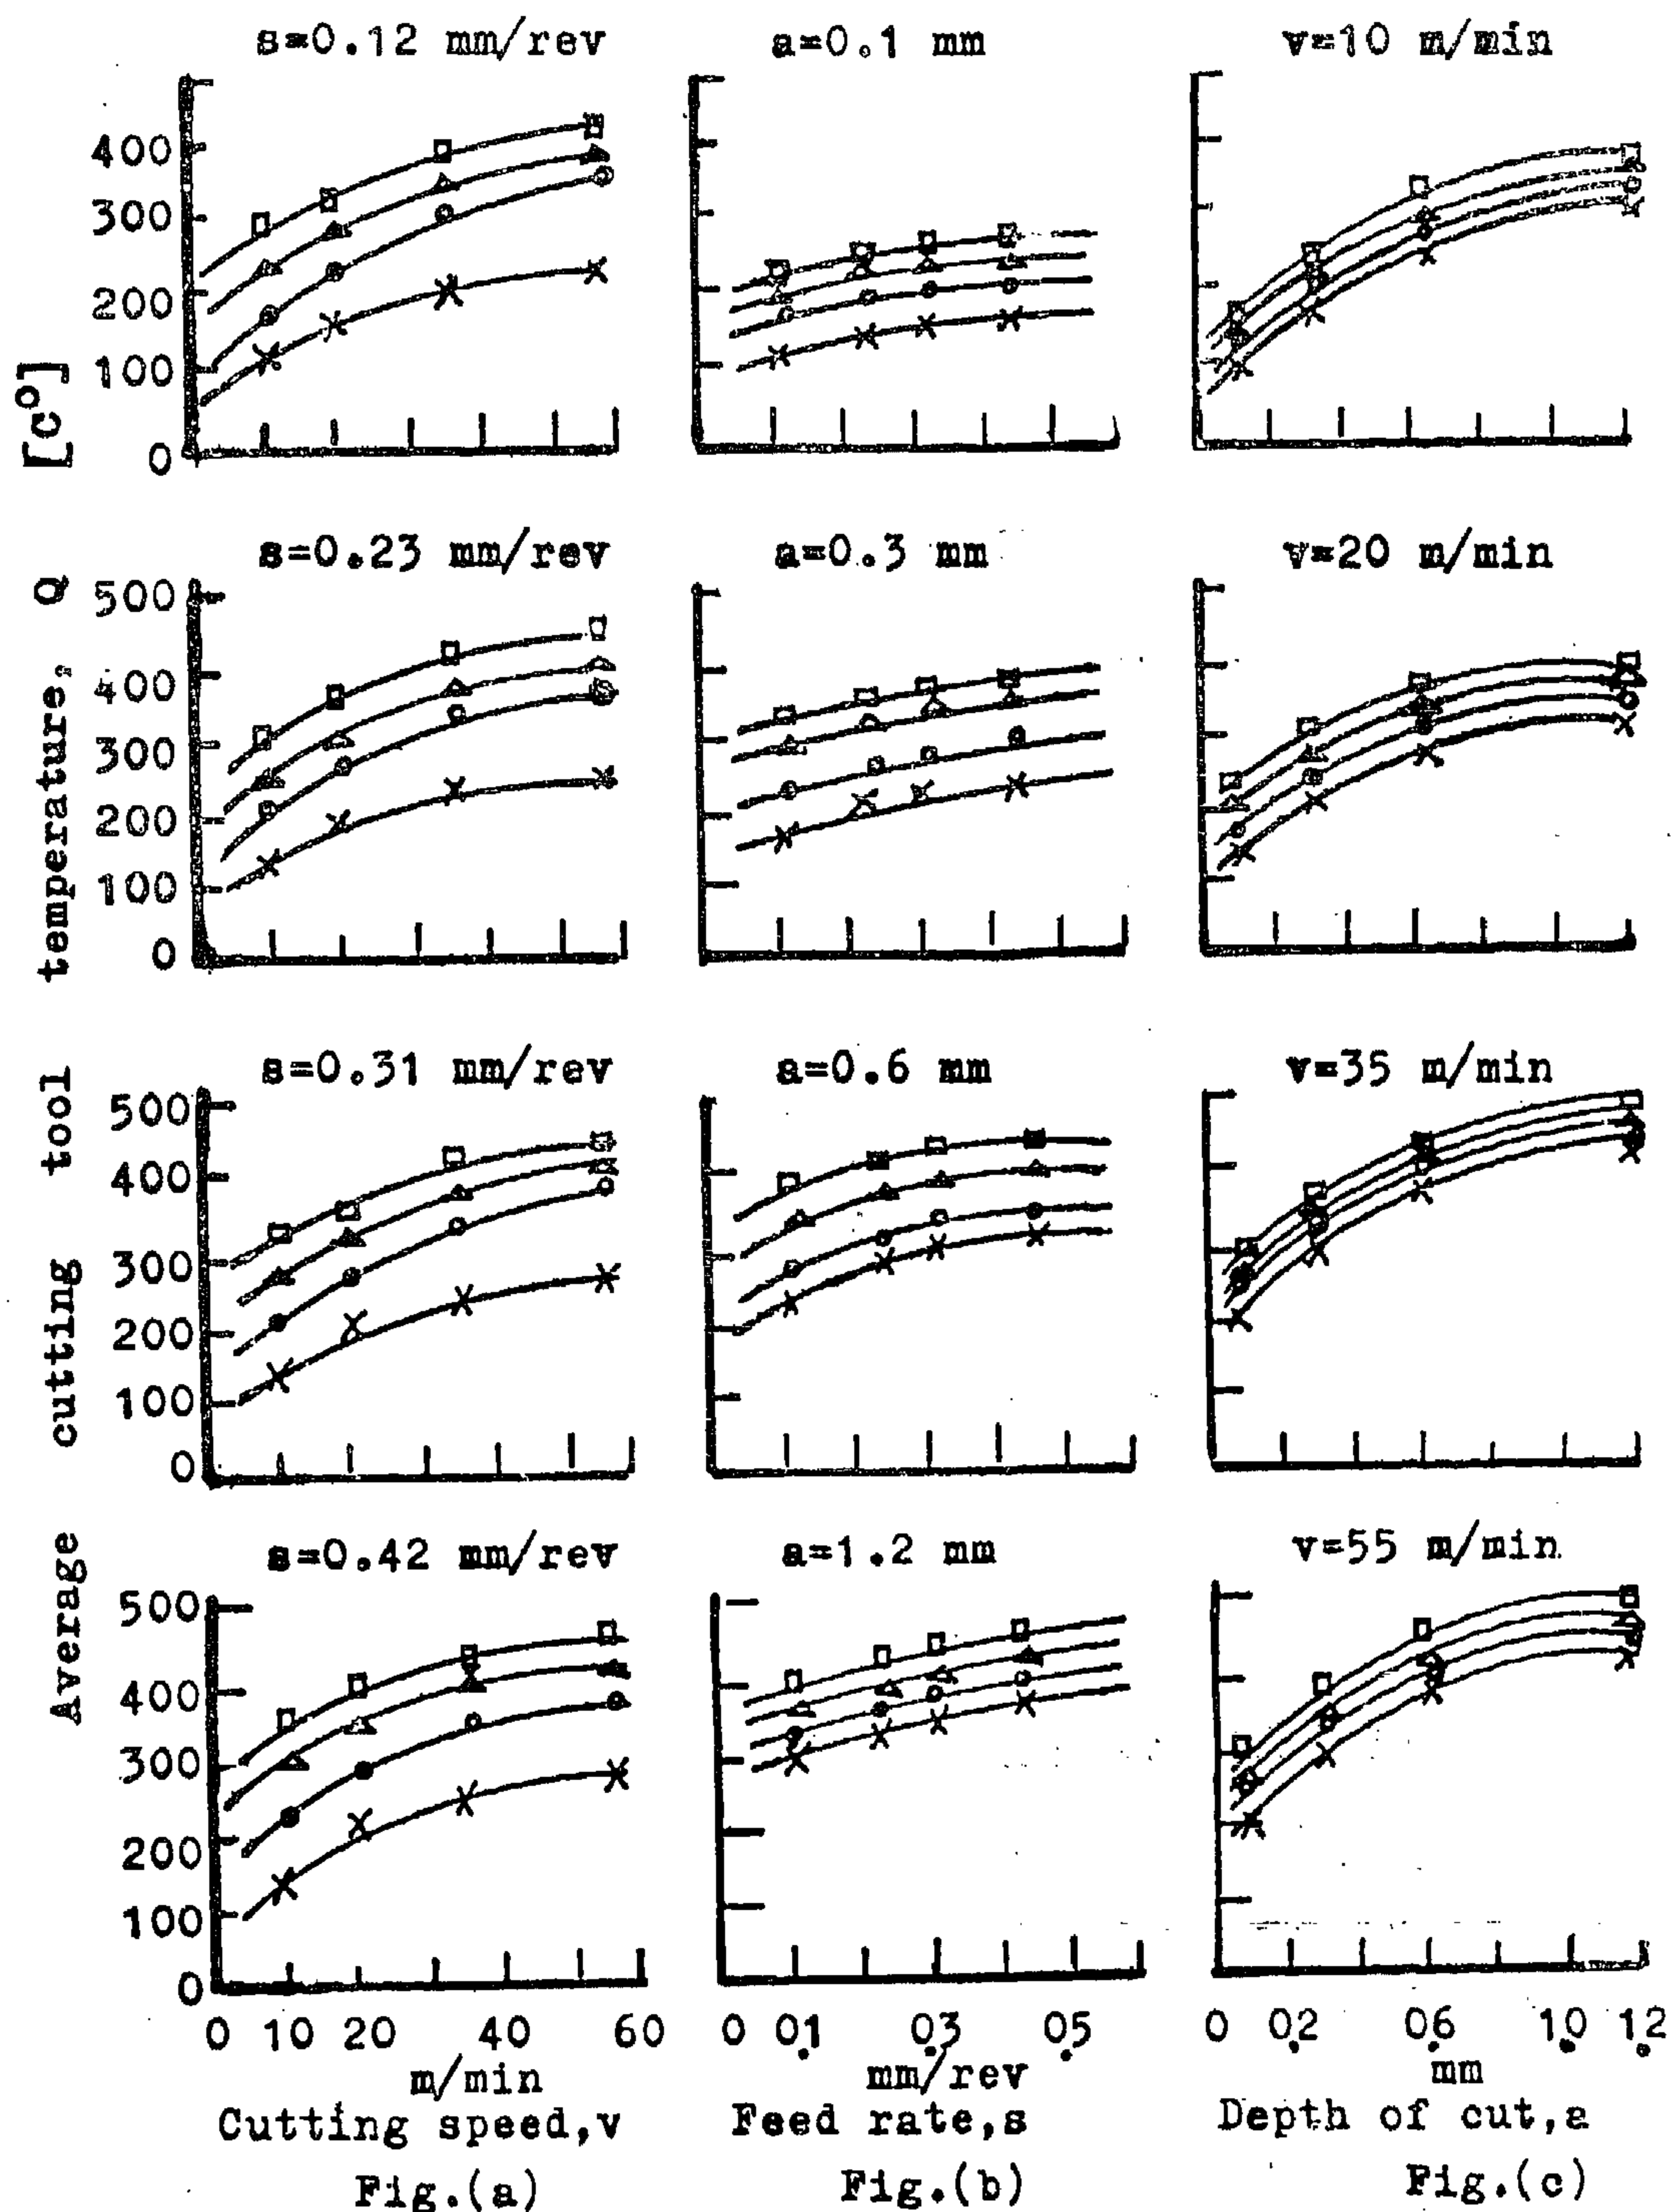 s=0.12 mm/rev a=0.1 mm v=10 m/min
400
300
200
100
0
s=0.23 mm/rev a=0.3 mm v=20 m/min
500
400
300
200
100
0
s=0.31 mm/rev a=0.6 mm v=35 m/min
500
400
300
200
100
0
s=0.42 mm/rev a=1.2 mm v=55 m/min
500
400
300
200
100
0
Average cutting tool temperature, Q [c°]
0 10 20 40 60 0 0.1 0.3 0.5 0 0.2 0.6 1.0 1.2
m/min mm/rev mm
Cutting speed,v Feed rate,s Depth of cut,a
Fig.(a) Fig.(b) Fig.(c)